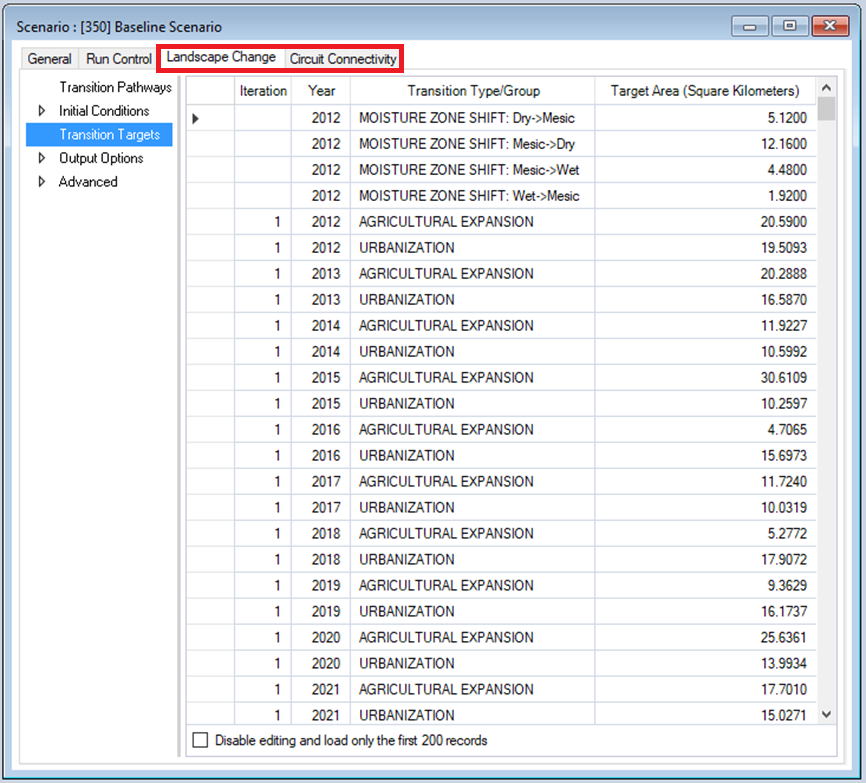 Scenario : [350] Baseline Scenario
General Run Control Landscape Change Circuit Connectivity
Transition Pathways
Initial Conditions
Transition Targets
Output Options
Advanced
Iteration Year Transition Type/Group Target Area (Square Kilometers)
2012 MOISTURE ZONE SHIFT: Dry->Mesic 5.1200
2012 MOISTURE ZONE SHIFT: Mesic->Dry 12.1600
2012 MOISTURE ZONE SHIFT: Mesic->Wet 4.4800
2012 MOISTURE ZONE SHIFT: Wet->Mesic 1.9200
1 2012 AGRICULTURAL EXPANSION 20.5900
1 2012 URBANIZATION 19.5093
1 2013 AGRICULTURAL EXPANSION 20.2888
1 2013 URBANIZATION 16.5870
1 2014 AGRICULTURAL EXPANSION 11.9227
1 2014 URBANIZATION 10.5992
1 2015 AGRICULTURAL EXPANSION 30.6109
1 2015 URBANIZATION 10.2597
1 2016 AGRICULTURAL EXPANSION 4.7065
1 2016 URBANIZATION 15.6973
1 2017 AGRICULTURAL EXPANSION 11.7240
1 2017 URBANIZATION 10.0319
1 2018 AGRICULTURAL EXPANSION 5.2772
1 2018 URBANIZATION 17.9072
1 2019 AGRICULTURAL EXPANSION 9.3629
1 2019 URBANIZATION 16.1737
1 2020 AGRICULTURAL EXPANSION 25.6361
1 2020 URBANIZATION 13.9934
1 2021 AGRICULTURAL EXPANSION 17.7010
1 2021 URBANIZATION 15.0271
Disable editing and load only the first 200 records